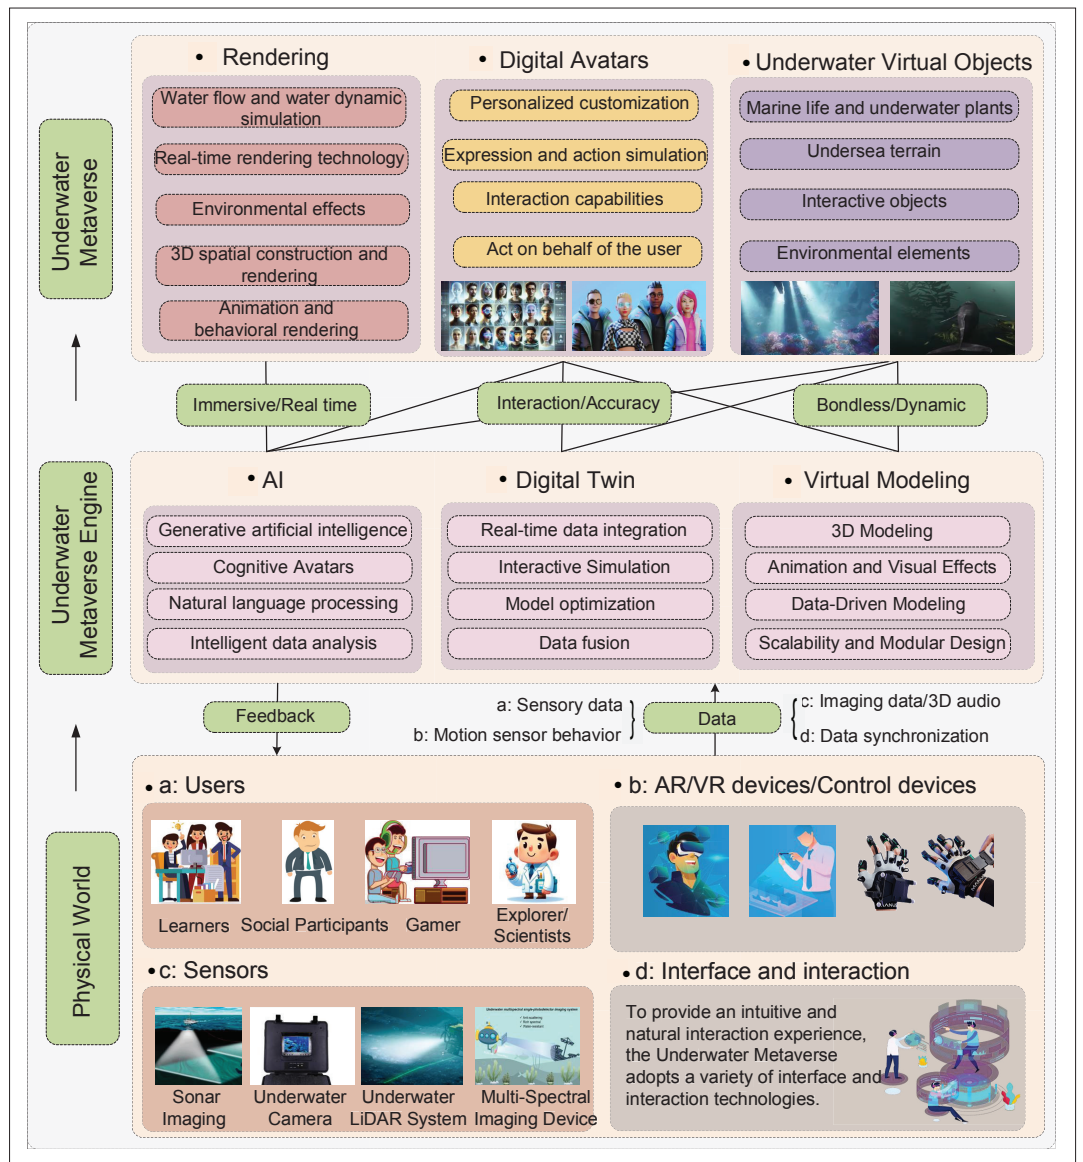 Underwater
Metaverse
• Rendering
Water flow and water dynamic
simulation
Real-time rendering technology
Environmental effects
3D spatial construction and
rendering
Animation and
behavioral rendering
• Digital Avatars
Personalized customization
Expression and action simulation
Interaction capabilities
Act on behalf of the user
• Underwater Virtual Objects
Marine life and underwater plants
Undersea terrain
Interactive objects
Environmental elements
Immersive/Real time
Interaction/Accuracy
Bondless/Dynamic
Underwater
Metaverse Engine
• AI
Generative artificial intelligence
Cognitive Avatars
Natural language processing
Intelligent data analysis
• Digital Twin
Real-time data integration
Interactive Simulation
Model optimization
Data fusion
• Virtual Modeling
3D Modeling
Animation and Visual Effects
Data-Driven Modeling
Scalability and Modular Design
Feedback
a: Sensory data
b: Motion sensor behavior
Data
c: Imaging data/3D audio
d: Data synchronization
Physical World
• a: Users
Learners
Social Participants
Gamer
Explorer/
Scientists
• b: AR/VR devices/Control devices
• c: Sensors
Sonar
Imaging
Underwater
Camera
Underwater
LiDAR System
Multi-Spectral
Imaging Device
• d: Interface and interaction
To provide an intuitive and
natural interaction experience,
the Underwater Metaverse
adopts a variety of interface and
interaction technologies.